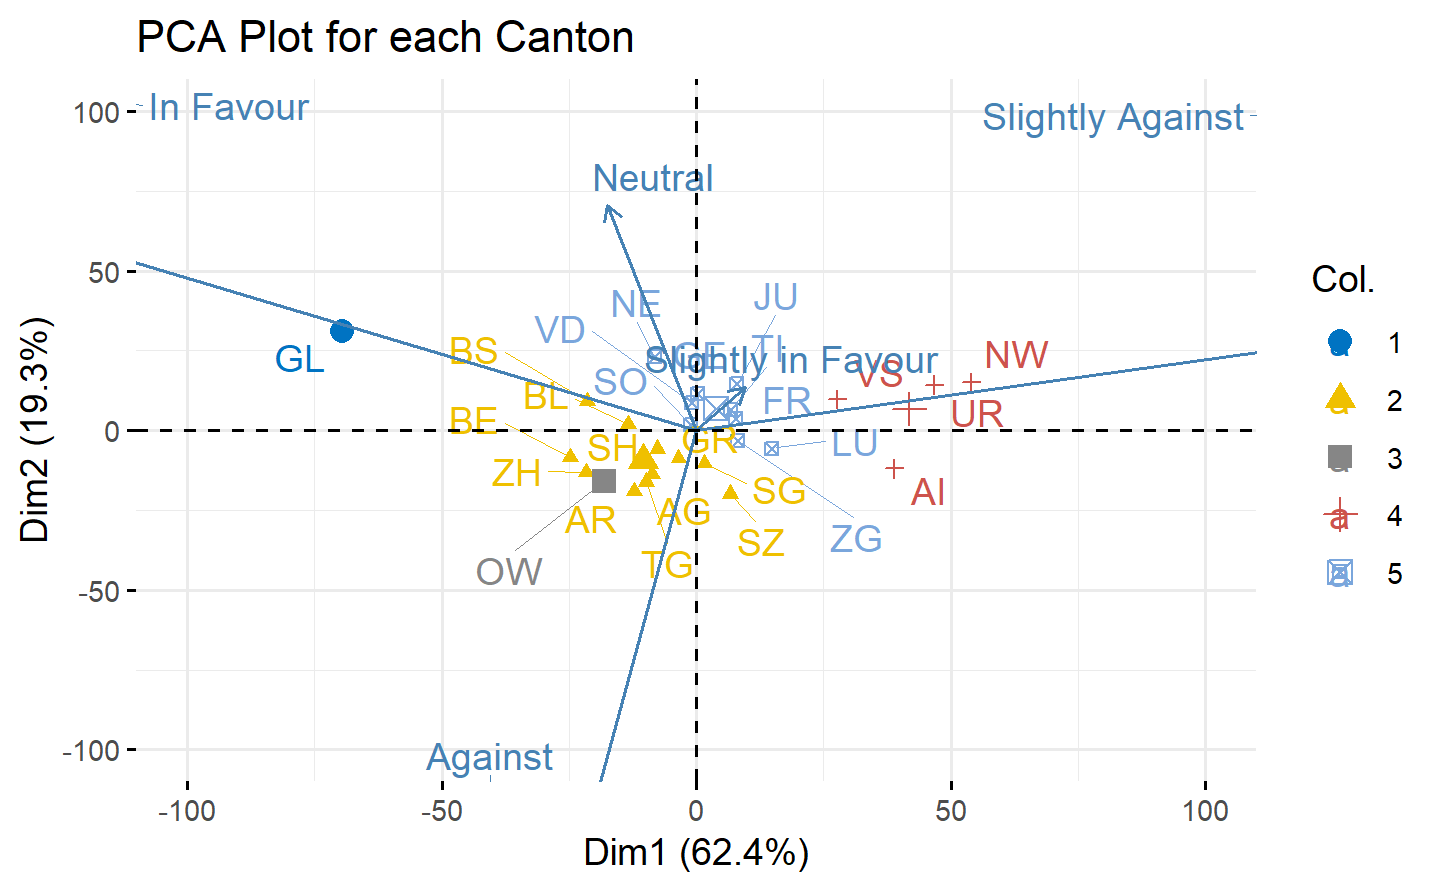 PCA Plot for each Canton
In Favour
Slightly Against
Neutral
JU
NE
VD
GE
TI
BS
Slightly in Favour
NW
GL
SO
VS
BL
FR
UR
BE
SH
GR
LU
ZH
SG
AI
AR
AG
SZ
ZG
OW
TG
Against
100
50
0
-50
-100
-100
-50
0
50
100
Dim1 (62.4%)
Dim2 (19.3%)
Col.
a 1
a 2
a 3
a 4
a 5